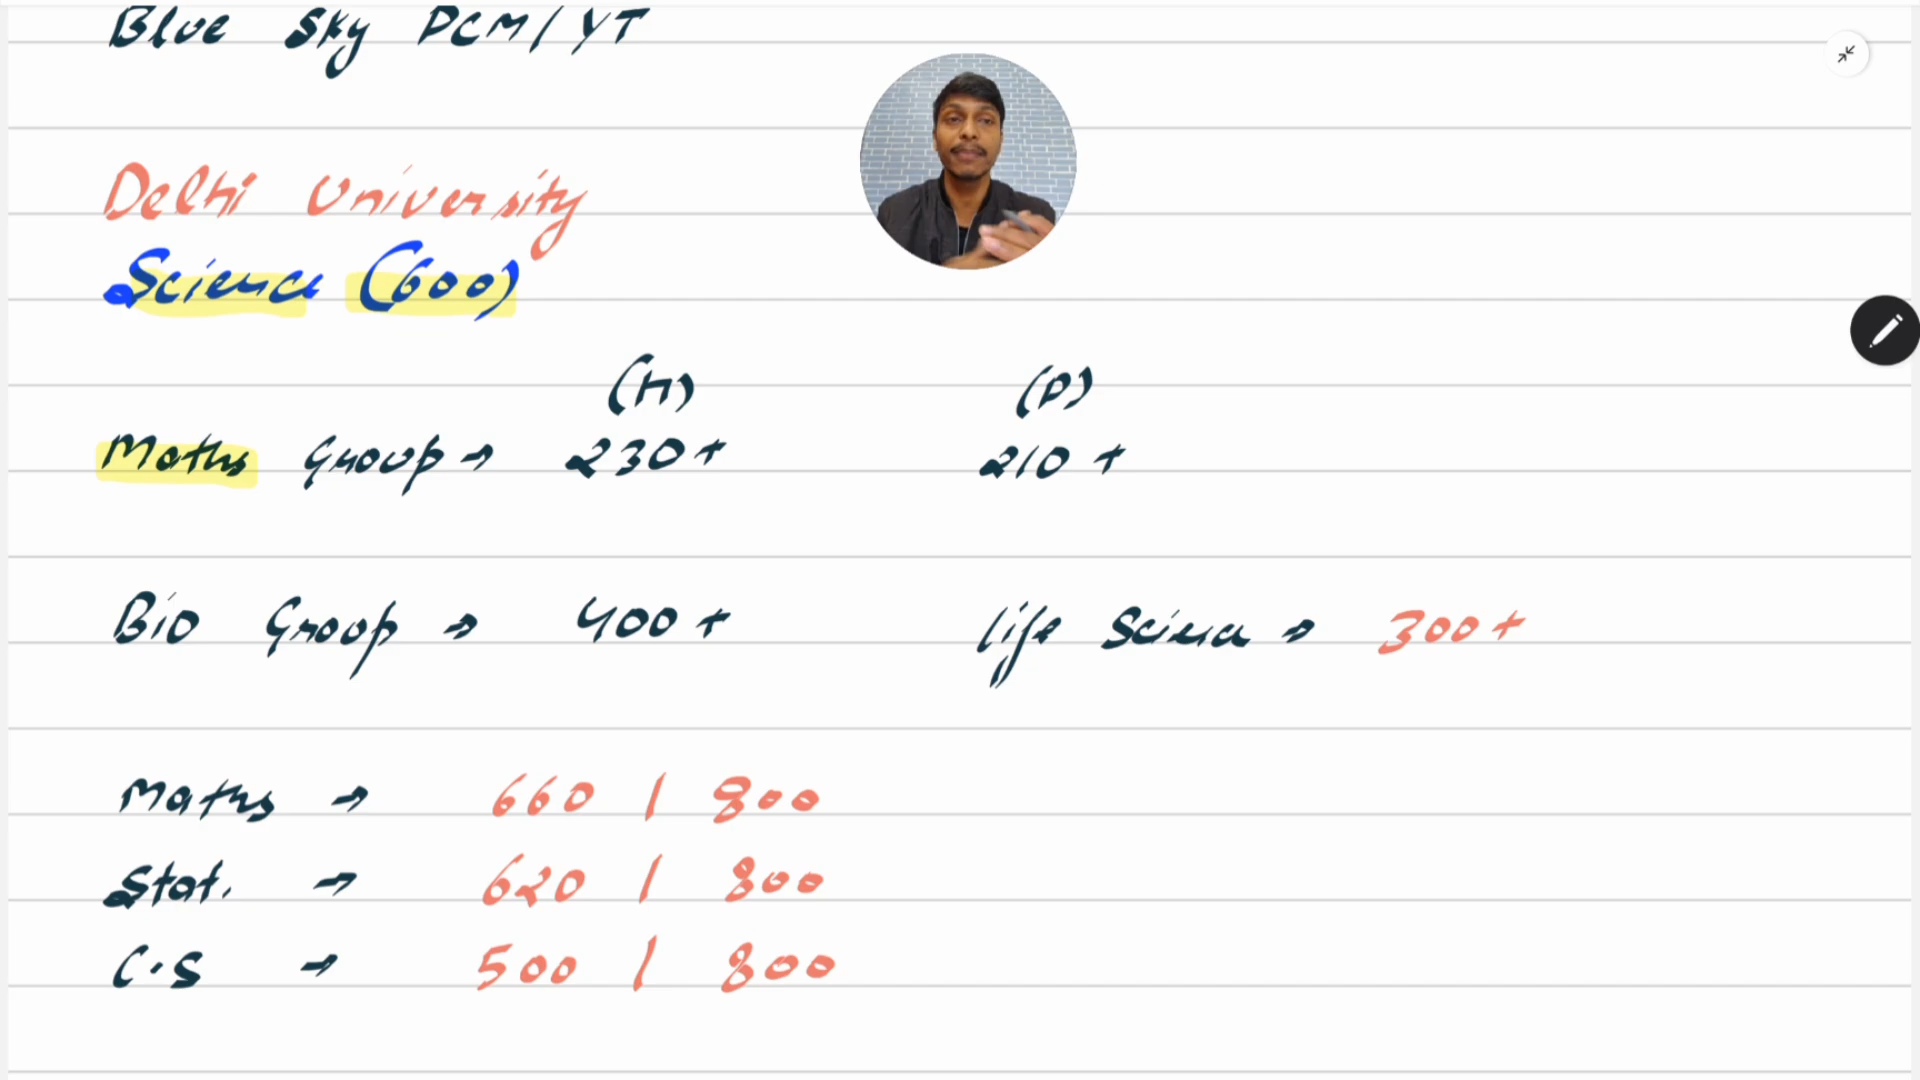 Blue Sky PCM/YT
Delhi University
Science (600)
(H) (P)
Maths Group → 230+ 210+
Bio Group → 400+ Life Science → 300+
Maths → 660 / 800
Stat. → 620 / 800
C.S → 500 / 800